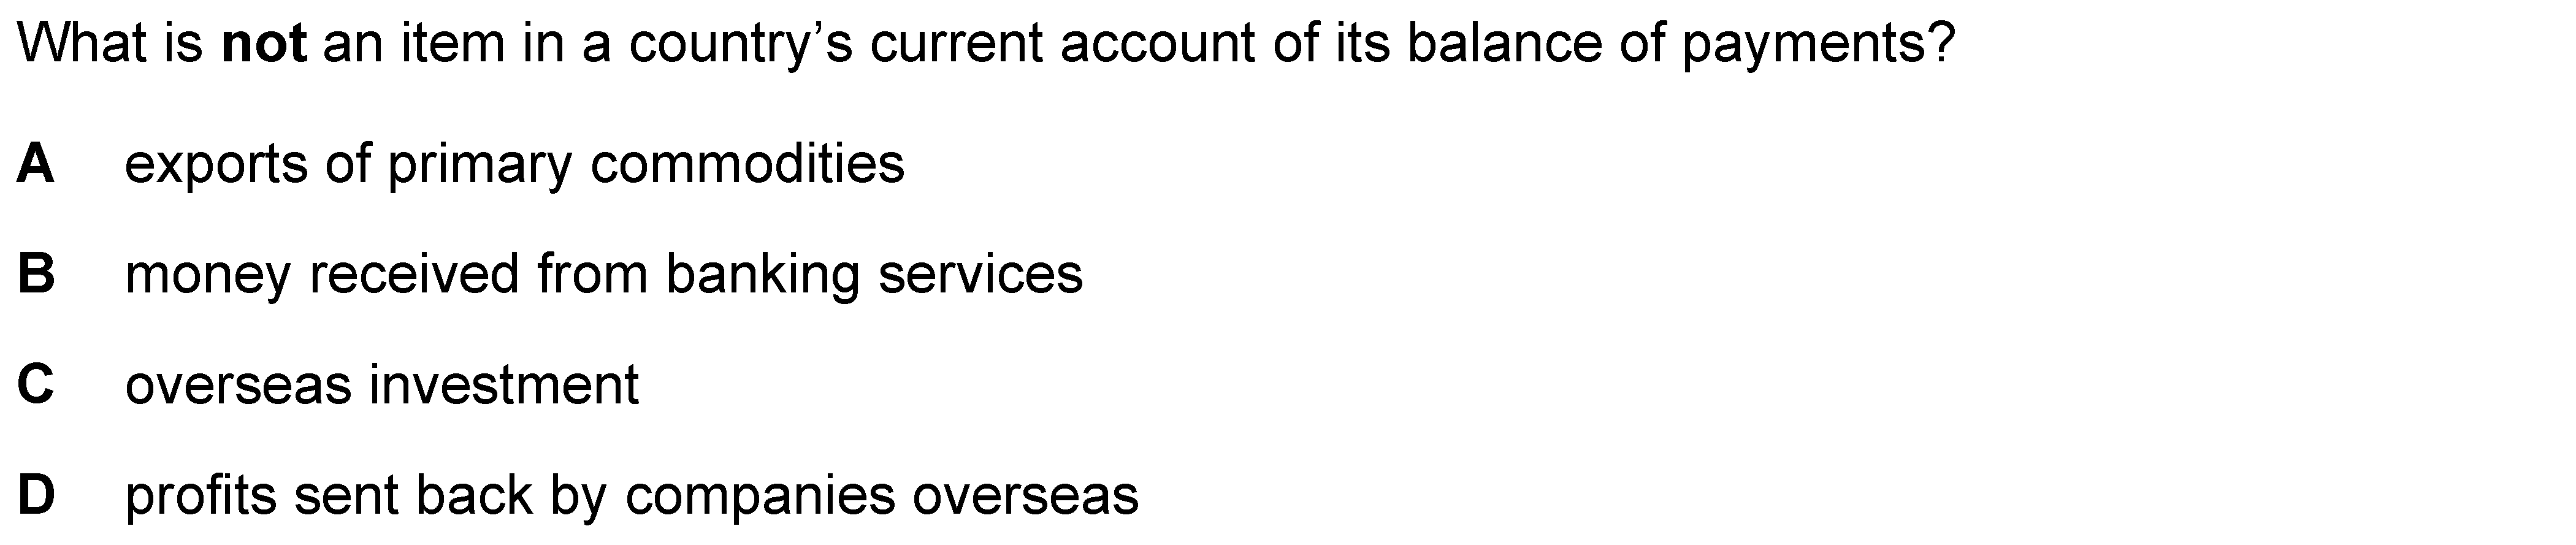 What is not an item in a country’s current account of its balance of payments?
A exports of primary commodities
B money received from banking services
C overseas investment
D profits sent back by companies overseas